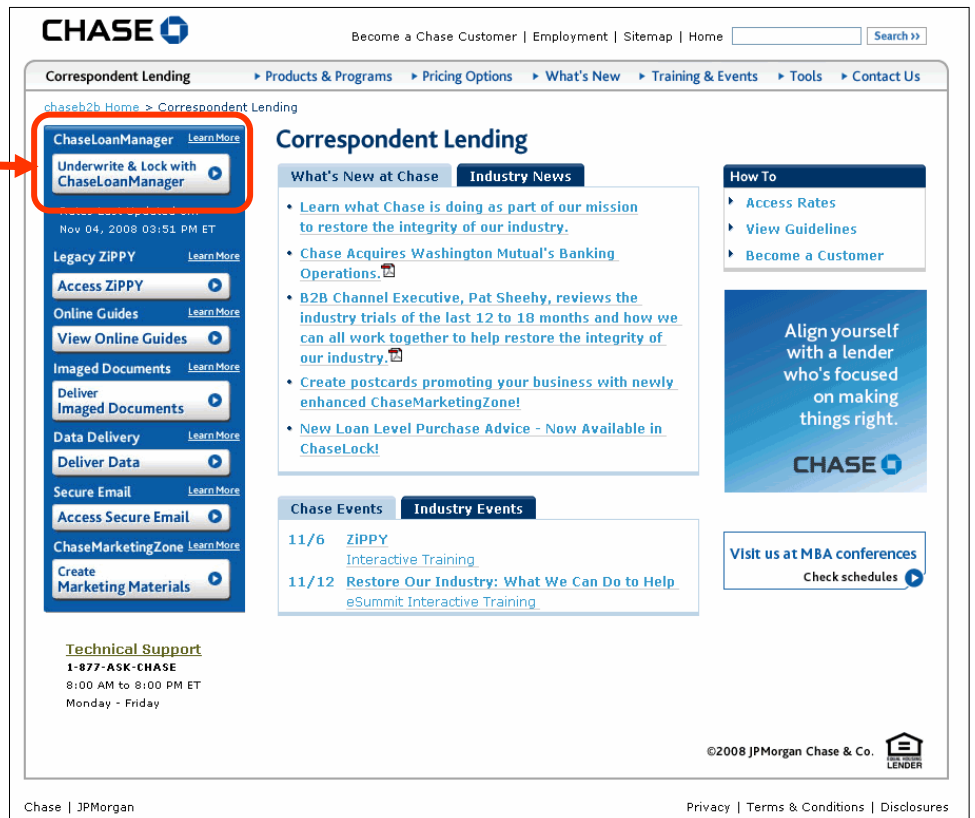 CHASE
Become a Chase Customer | Employment | Sitemap | Home
Search »
Correspondent Lending
Products & Programs
Pricing Options
What's New
Training & Events
Tools
Contact Us
chaseb2b Home > Correspondent Lending
ChaseLoanManager Learn More
Underwrite & Lock with
ChaseLoanManager
Rates Last Updated on:
Nov 04, 2008 03:51 PM ET
Legacy ZiPPY Learn More
Access ZiPPY
Online Guides Learn More
View Online Guides
Imaged Documents Learn More
Deliver
Imaged Documents
Data Delivery Learn More
Deliver Data
Secure Email Learn More
Access Secure Email
ChaseMarketingZone Learn More
Create
Marketing Materials
Technical Support
1-877-ASK-CHASE
8:00 AM to 8:00 PM ET
Monday - Friday
Correspondent Lending
What's New at Chase
Industry News
• Learn what Chase is doing as part of our mission
to restore the integrity of our industry.
• Chase Acquires Washington Mutual's Banking
Operations.
• B2B Channel Executive, Pat Sheehy, reviews the
industry trials of the last 12 to 18 months and how we
can all work together to help restore the integrity of
our industry.
• Create postcards promoting your business with newly
enhanced ChaseMarketingZone!
• New Loan Level Purchase Advice - Now Available in
ChaseLock!
Chase Events
Industry Events
11/6 ZiPPY
Interactive Training
11/12 Restore Our Industry: What We Can Do to Help
eSummit Interactive Training
How To
Access Rates
View Guidelines
Become a Customer
Align yourself
with a lender
who's focused
on making
things right.
CHASE
Visit us at MBA conferences
Check schedules
©2008 JPMorgan Chase & Co.
EQUAL HOUSING
LENDER
Chase | JPMorgan
Privacy | Terms & Conditions | Disclosures